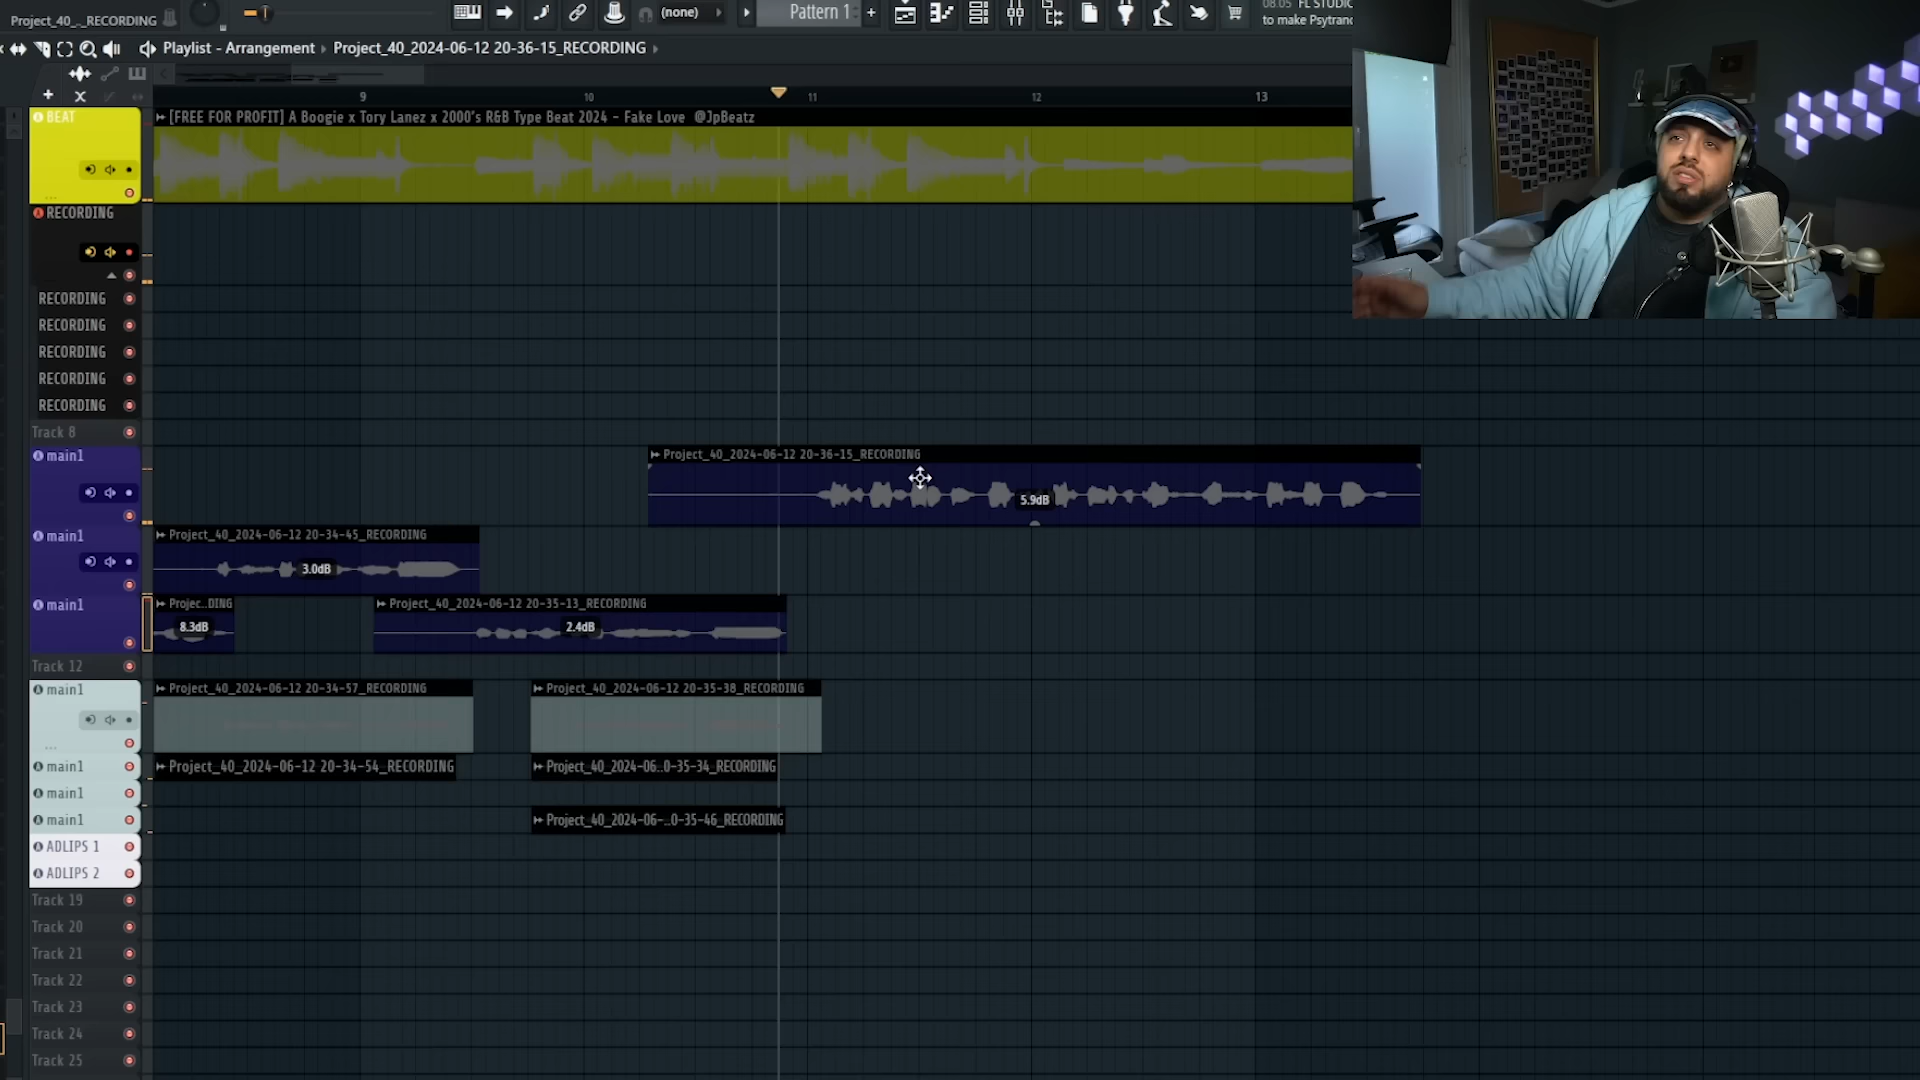 Project_40_-_RECORDING
(none)
Pattern 1
08.05 FL STUDIO
to make Psytranc
Playlist - Arrangement › Project_40_2024-06-12 20-36-15_RECORDING ›
9 10 11 12 13
BEAT
[FREE FOR PROFIT] A Boogie x Tory Lanez x 2000's R&B Type Beat 2024 - Fake Love @JpBeatz
RECORDING
RECORDING
RECORDING
RECORDING
RECORDING
RECORDING
Track 8
main1
Project_40_2024-06-12 20-36-15_RECORDING
5.9dB
main1
Project_40_2024-06-12 20-34-45_RECORDING
3.0dB
main1
Projec..DING
Project_40_2024-06-12 20-35-13_RECORDING
8.3dB
2.4dB
Track 12
main1
Project_40_2024-06-12 20-34-57_RECORDING
Project_40_2024-06-12 20-35-38_RECORDING
main1
Project_40_2024-06-12 20-34-54_RECORDING
Project_40_2024-06..0-35-34_RECORDING
main1
main1
Project_40_2024-06-..0-35-46_RECORDING
ADLIPS 1
ADLIPS 2
Track 19
Track 20
Track 21
Track 22
Track 23
Track 24
Track 25